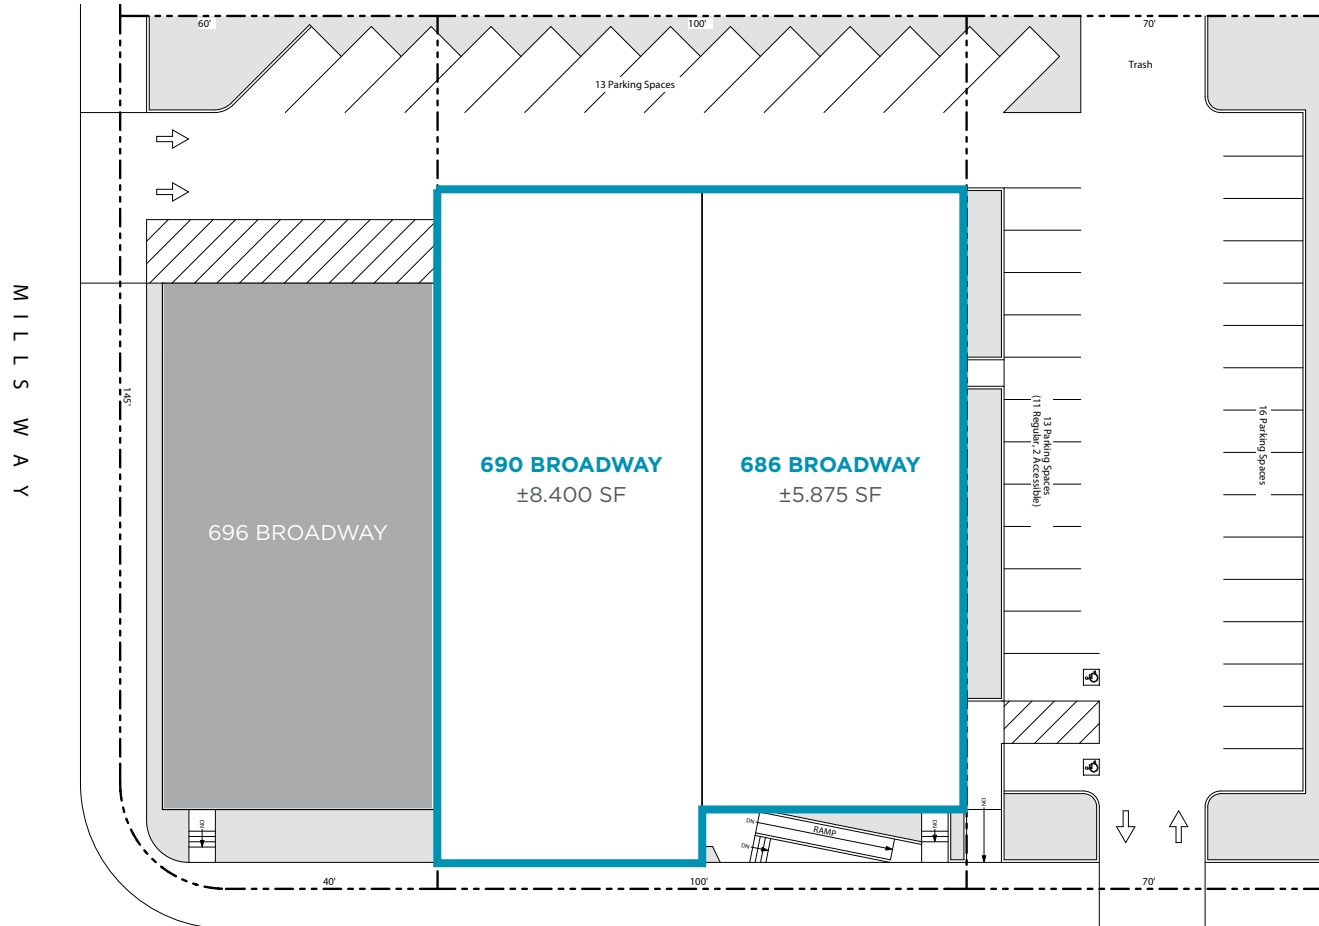 60'
100'
70'
13 Parking Spaces
Trash
MILLS WAY
145'
690 BROADWAY
±8.400 SF
686 BROADWAY
±5.875 SF
696 BROADWAY
13 Parking Spaces
(11 Regular, 2 Accessible)
16 Parking Spaces
DN
DN
RAMP
DN
DN
DN
40'
100'
70'